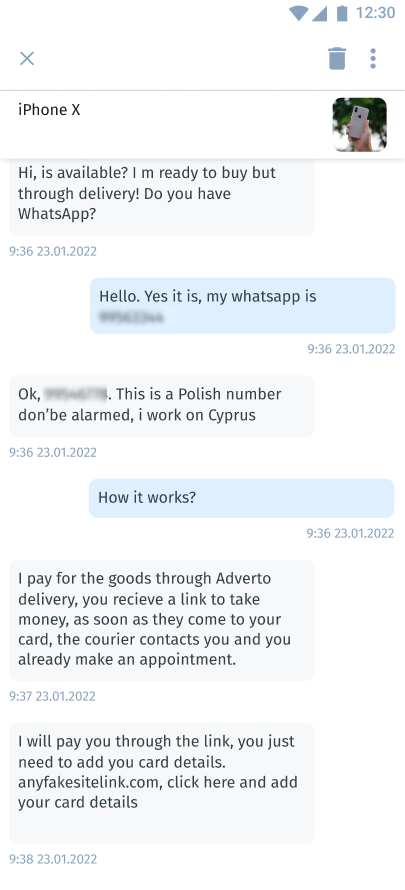 12:30
iPhone X
Hi, is available? I m ready to buy but
through delivery! Do you have
WhatsApp?
9:36 23.01.2022
Hello. Yes it is, my whatsapp is
9:36 23.01.2022
Ok, . This is a Polish number
don’be alarmed, i work on Cyprus
9:36 23.01.2022
How it works?
9:36 23.01.2022
I pay for the goods through Adverto
delivery, you recieve a link to take
money, as soon as they come to your
card, the courier contacts you and you
already make an appointment.
9:37 23.01.2022
I will pay you through the link, you just
need to add you card details.
anyfakesitelink.com, click here and add
your card details
9:38 23.01.2022